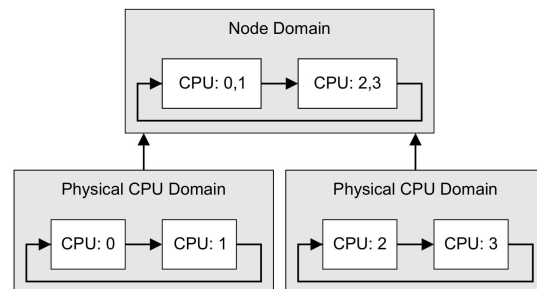 Node Domain
CPU: 0,1
CPU: 2,3
Physical CPU Domain
CPU: 0
CPU: 1
Physical CPU Domain
CPU: 2
CPU: 3